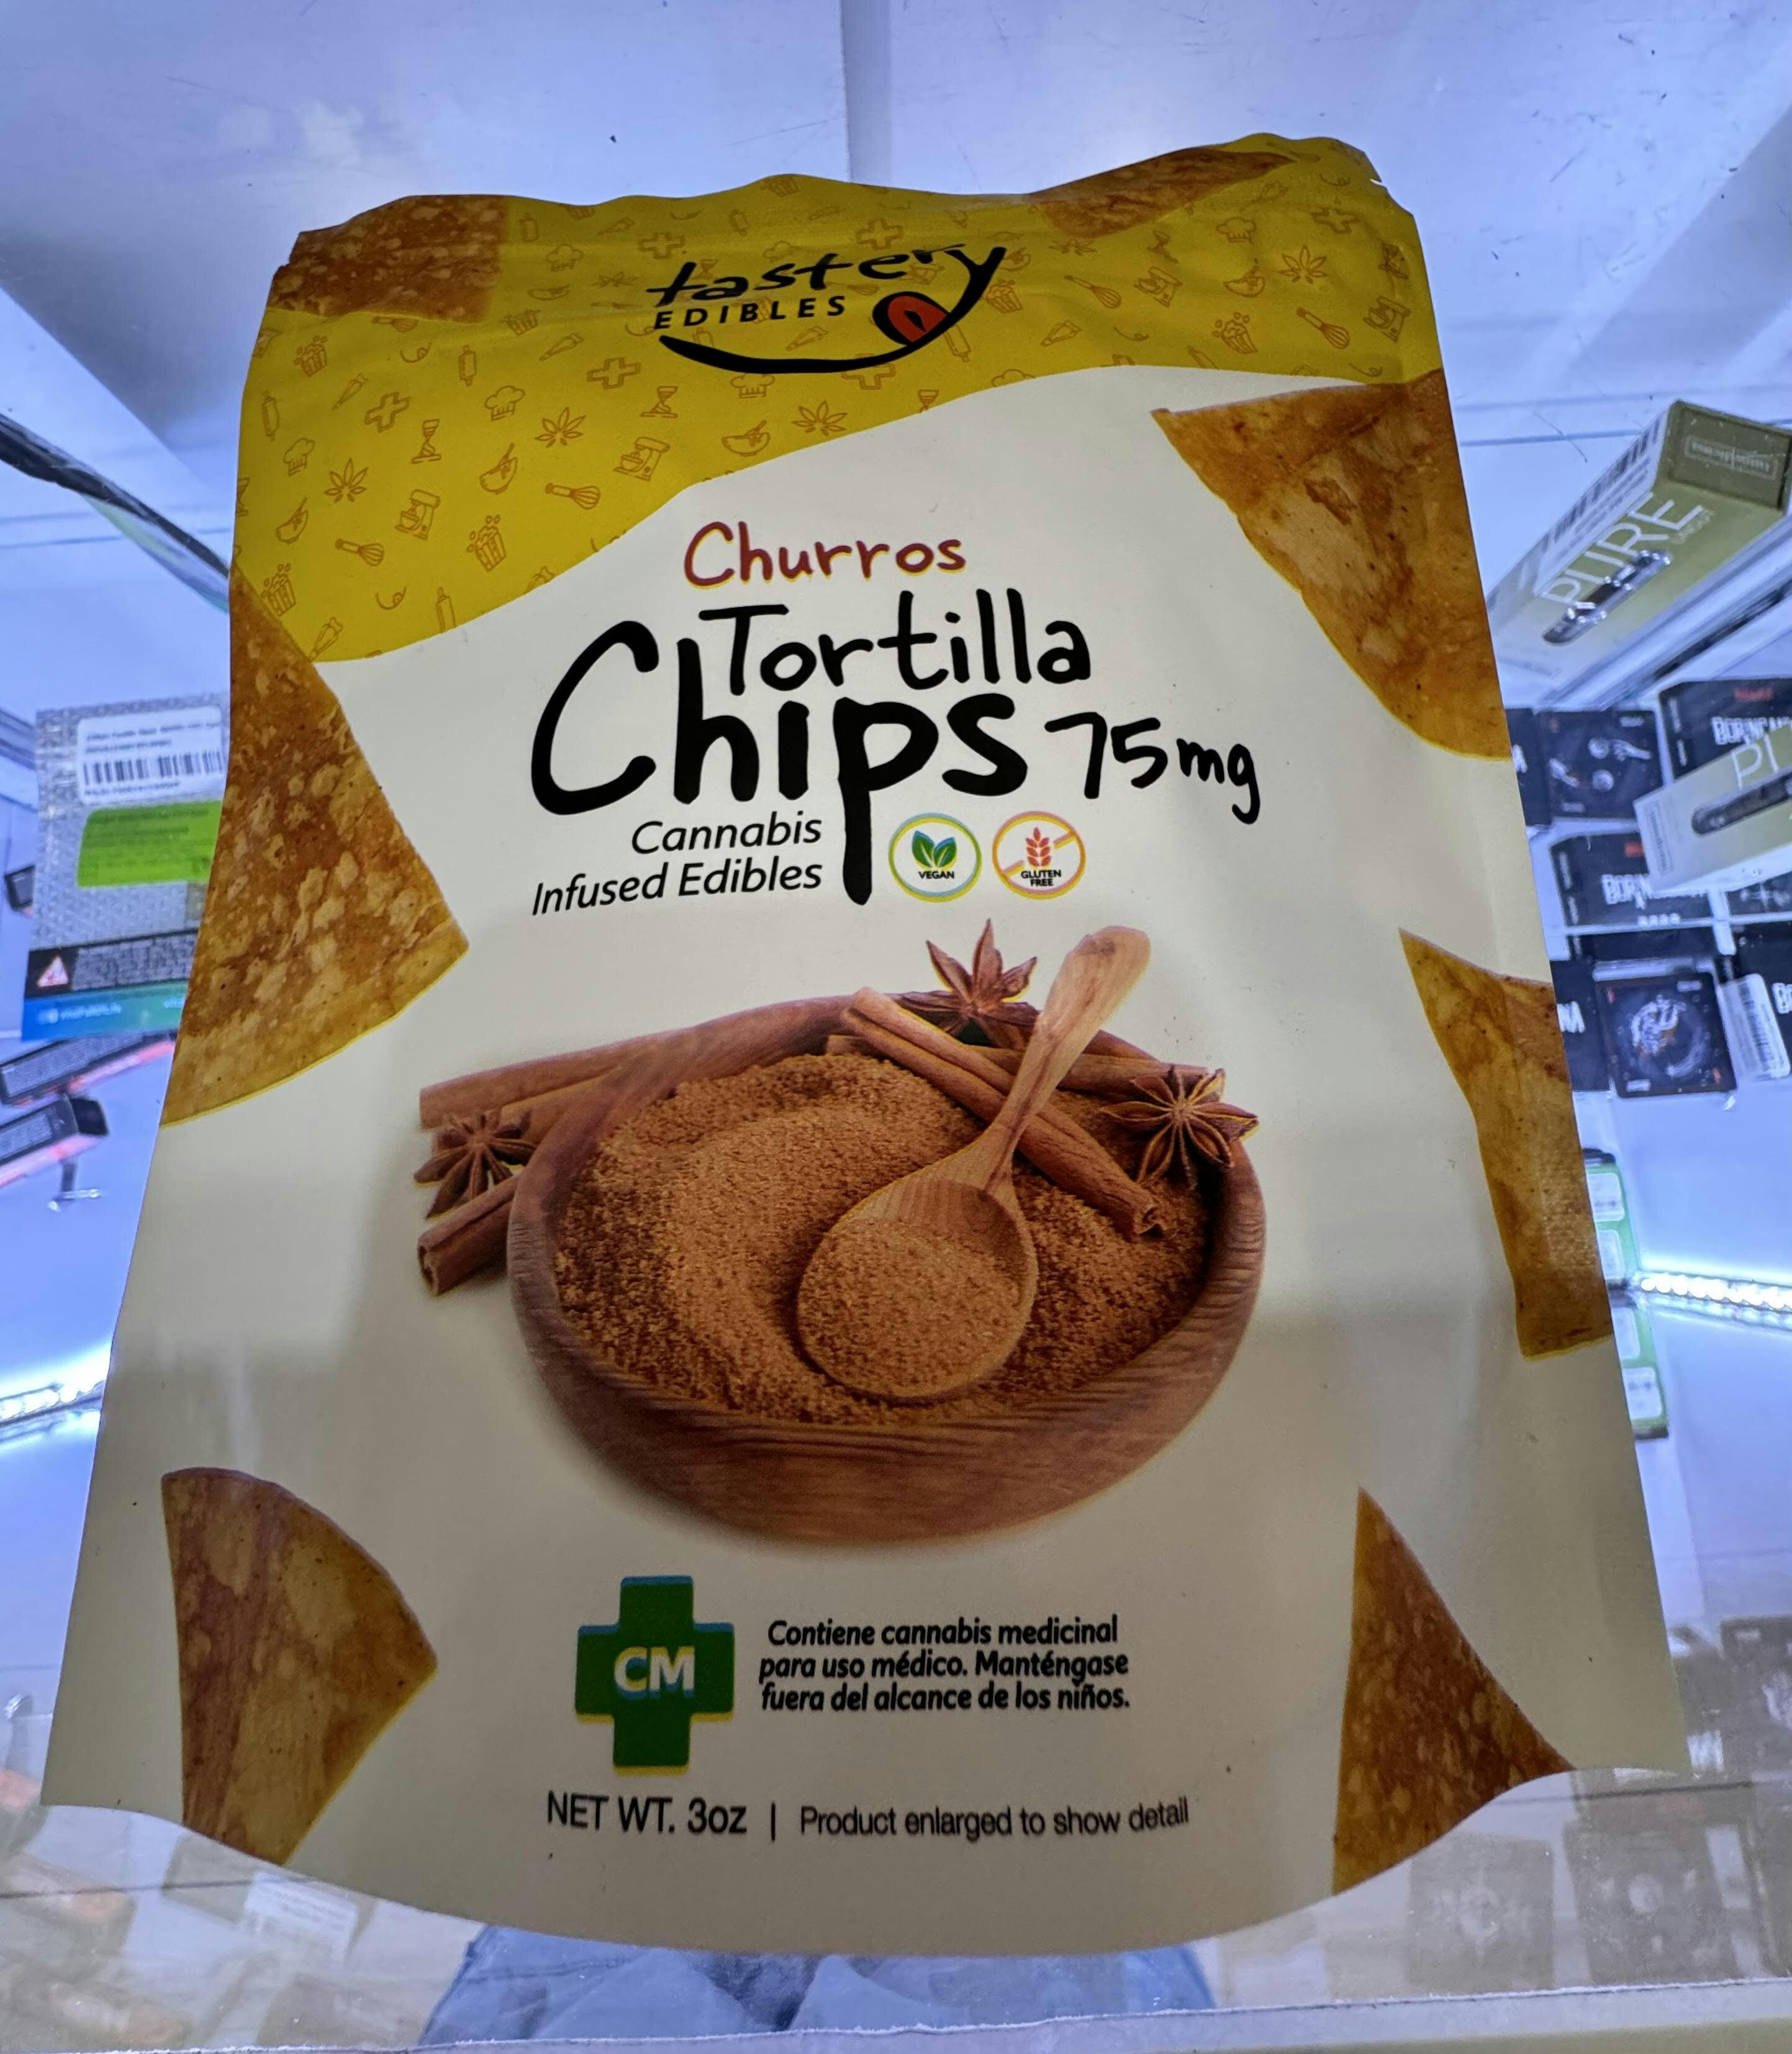 tastery
EDIBLES
Churros
Tortilla
Chips 75mg
Cannabis
Infused Edibles
VEGAN
GLUTEN
FREE
CM
Contiene cannabis medicinal
para uso médico. Manténgase
fuera del alcance de los niños.
NET WT. 3oz | Product enlarged to show detail
PURE